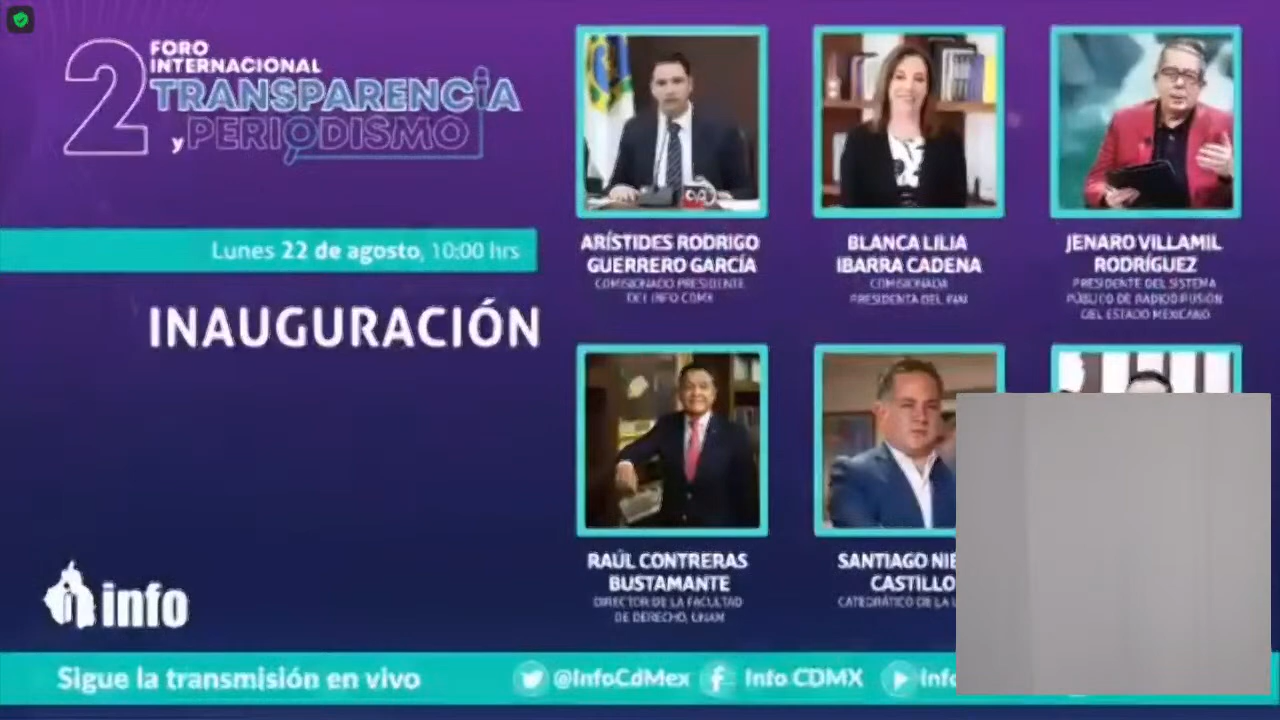 2
FORO
INTERNACIONAL
TRANSPARENCIA
y PERIODISMO
Lunes 22 de agosto, 10:00 hrs
INAUGURACIÓN
ARÍSTIDES RODRIGO
GUERRERO GARCÍA
COMISIONADO PRESIDENTE
DEL INFO CDMX
BLANCA LILIA
IBARRA CADENA
COMISIONADA
PRESIDENTA DEL INAI
JENARO VILLAMIL
RODRÍGUEZ
PRESIDENTE DEL SISTEMA
PÚBLICO DE RADIODIFUSIÓN
DEL ESTADO MEXICANO
RAÚL CONTRERAS
BUSTAMANTE
DIRECTOR DE LA FACULTAD
DE DERECHO, UNAM
SANTIAGO NIE
CASTILLO
CATEDRÁTICO DE LA
info
Sigue la transmisión en vivo
@InfoCdMex
Info CDMX
Info